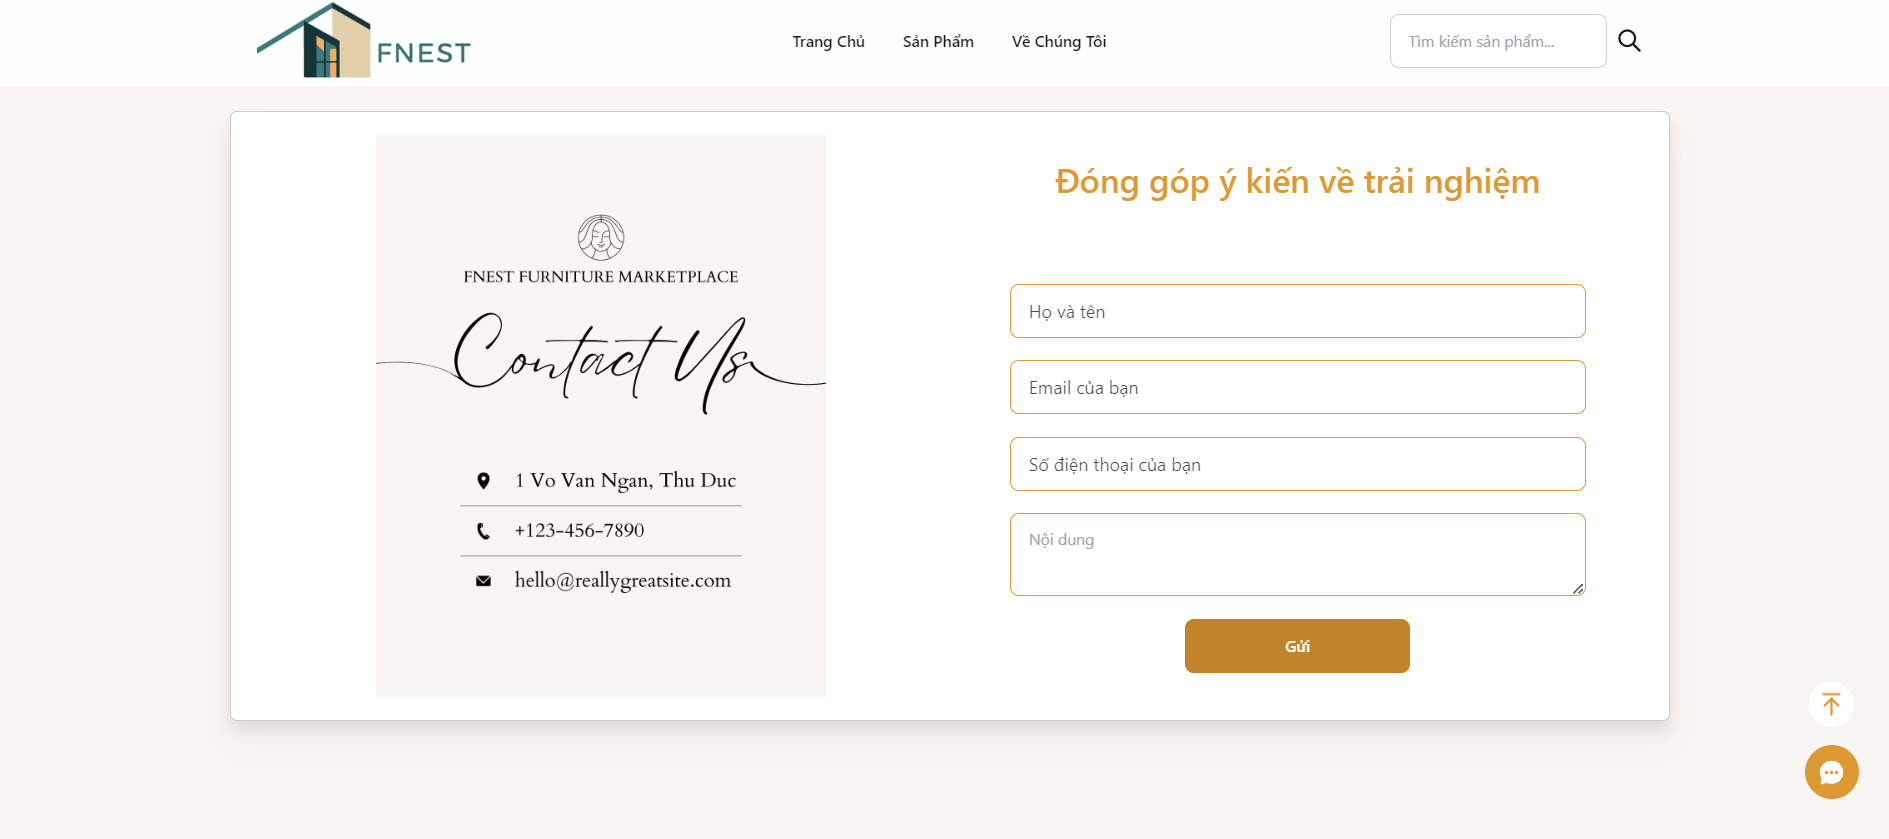 FNEST
Trang Chủ
Sản Phẩm
Về Chúng Tôi
Tìm kiếm sản phẩm...
FNEST FURNITURE MARKETPLACE
Contact Us
1 Vo Van Ngan, Thu Duc
+123-456-7890
hello@reallygreatsite.com
Đóng góp ý kiến về trải nghiệm
Họ và tên
Email của bạn
Số điện thoại của bạn
Nội dung
Gửi